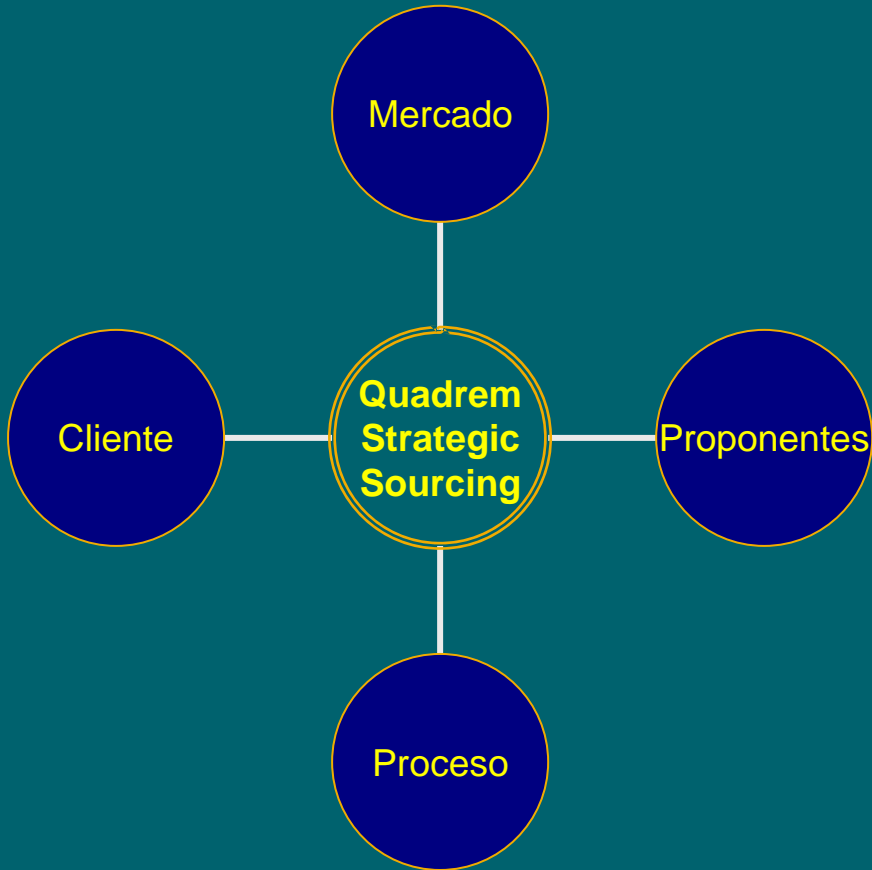 Mercado
Cliente
Quadrem
Strategic
Sourcing
Proponentes
Proceso